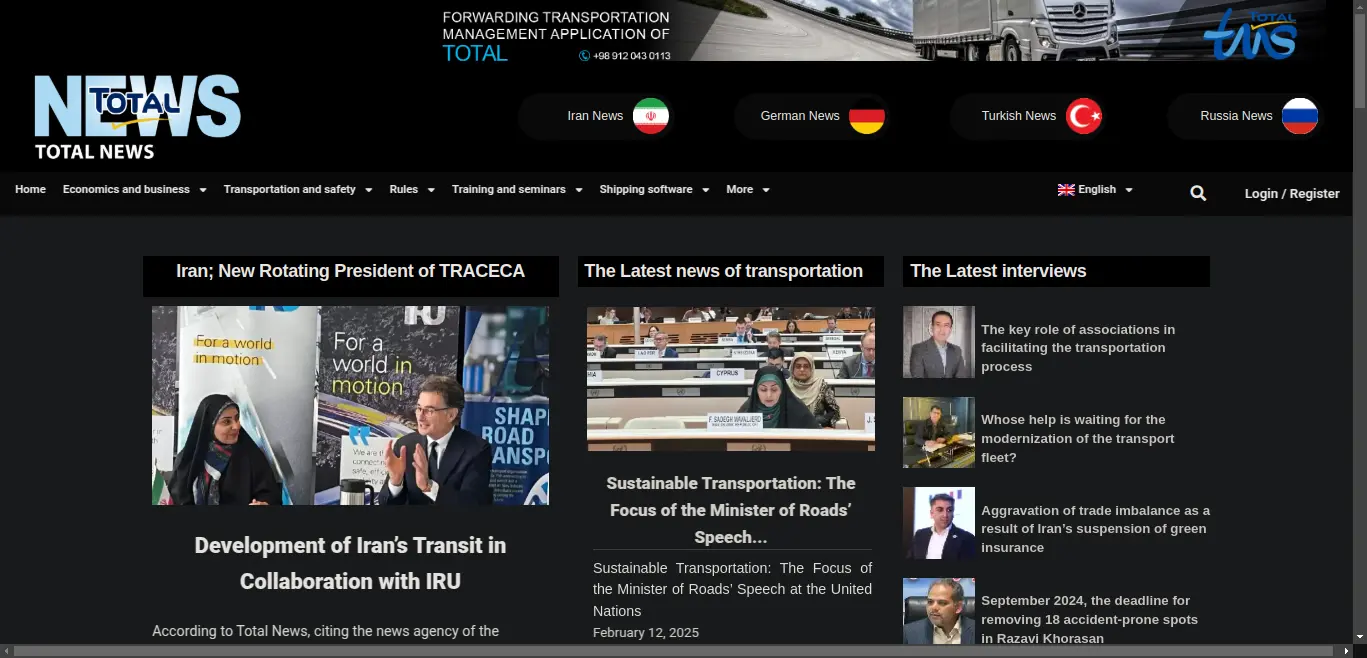 FORWARDING TRANSPORTATION
MANAGEMENT APPLICATION OF
TOTAL
+98 912 043 0113
TOTAL
tms
NEWS
TOTAL
TOTAL NEWS
Iran News
German News
Turkish News
Russia News
Home
Economics and business
Transportation and safety
Rules
Training and seminars
Shipping software
More
English
Login / Register
Iran; New Rotating President of TRACECA
For a world
in motion
For a
world in
motion
We are th
connecting
SHAP
ROAD
ANSP
Development of Iran’s Transit in
Collaboration with IRU
According to Total News, citing the news agency of the
The Latest news of transportation
CYPRUS
KENYA
Sustainable Transportation: The
Focus of the Minister of Roads’
Speech...
Sustainable Transportation: The Focus of
the Minister of Roads’ Speech at the United
Nations
February 12, 2025
The Latest interviews
The key role of associations in
facilitating the transportation
process
Whose help is waiting for the
modernization of the transport
fleet?
Aggravation of trade imbalance as a
result of Iran’s suspension of green
insurance
September 2024, the deadline for
removing 18 accident-prone spots
in Razavi Khorasan